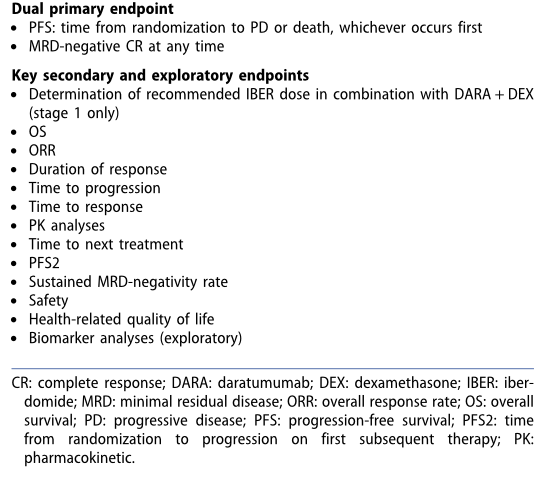 Dual primary endpoint
• PFS: time from randomization to PD or death, whichever occurs first
• MRD-negative CR at any time
Key secondary and exploratory endpoints
• Determination of recommended IBER dose in combination with DARA + DEX
(stage 1 only)
• OS
• ORR
• Duration of response
• Time to progression
• Time to response
• PK analyses
• Time to next treatment
• PFS2
• Sustained MRD-negativity rate
• Safety
• Health-related quality of life
• Biomarker analyses (exploratory)
CR: complete response; DARA: daratumumab; DEX: dexamethasone; IBER: iber-
domide; MRD: minimal residual disease; ORR: overall response rate; OS: overall
survival; PD: progressive disease; PFS: progression-free survival; PFS2: time
from randomization to progression on first subsequent therapy; PK:
pharmacokinetic.